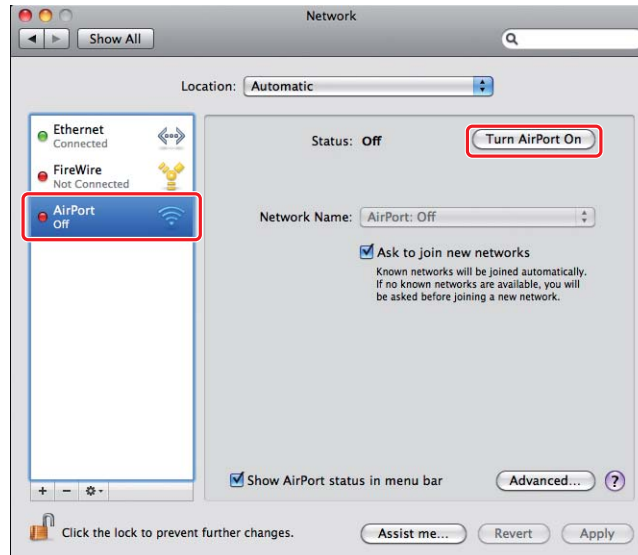 Network
Show All
Location: Automatic
Ethernet
Connected
FireWire
Not Connected
AirPort
Off
Status: Off
Turn AirPort On
Network Name: AirPort: Off
Ask to join new networks
Known networks will be joined automatically.
If no known networks are available, you will
be asked before joining a new network.
Show AirPort status in menu bar
Advanced...
?
+ −
Click the lock to prevent further changes.
Assist me...
Revert
Apply